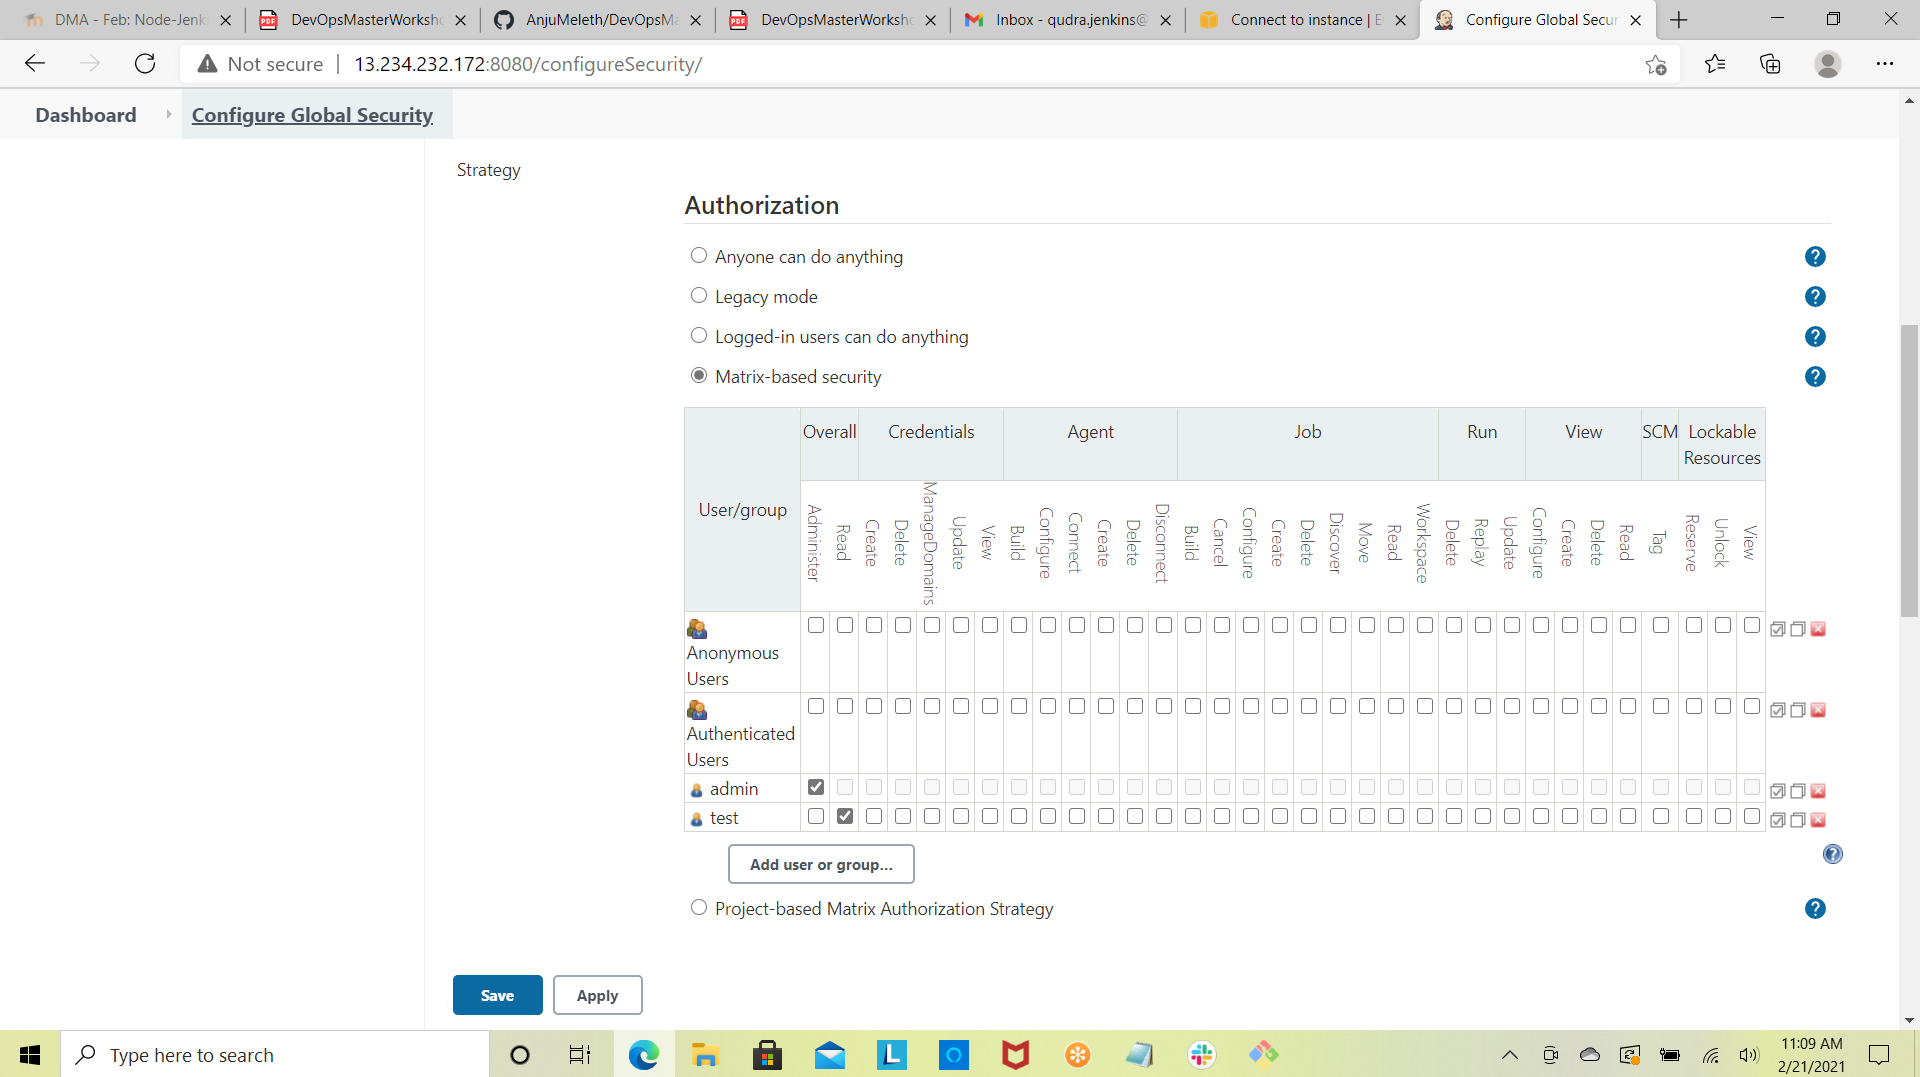 DMA - Feb: Node-Jenk
DevOpsMasterWorksh
AnjuMeleth/DevOpsMa
DevOpsMasterWorksh
Inbox - qudra.jenkins@
Connect to instance | E
Configure Global Secur
Not secure | 13.234.232.172:8080/configureSecurity/
Dashboard Configure Global Security
Strategy
Authorization
Anyone can do anything ?
Legacy mode ?
Logged-in users can do anything ?
Matrix-based security ?
User/group Overall Credentials Agent Job Run View SCM Lockable Resources
Administer Read Create Delete ManageDomains Update View Build Configure Connect Create Delete Disconnect Build Cancel Configure Create Delete Discover Move Read Workspace Delete Replay Update Configure Create Delete Read Tag Reserve Unlock View
Anonymous
Users
Authenticated
Users
admin
test
Add user or group... ?
Project-based Matrix Authorization Strategy ?
Save Apply
Type here to search
11:09 AM
2/21/2021